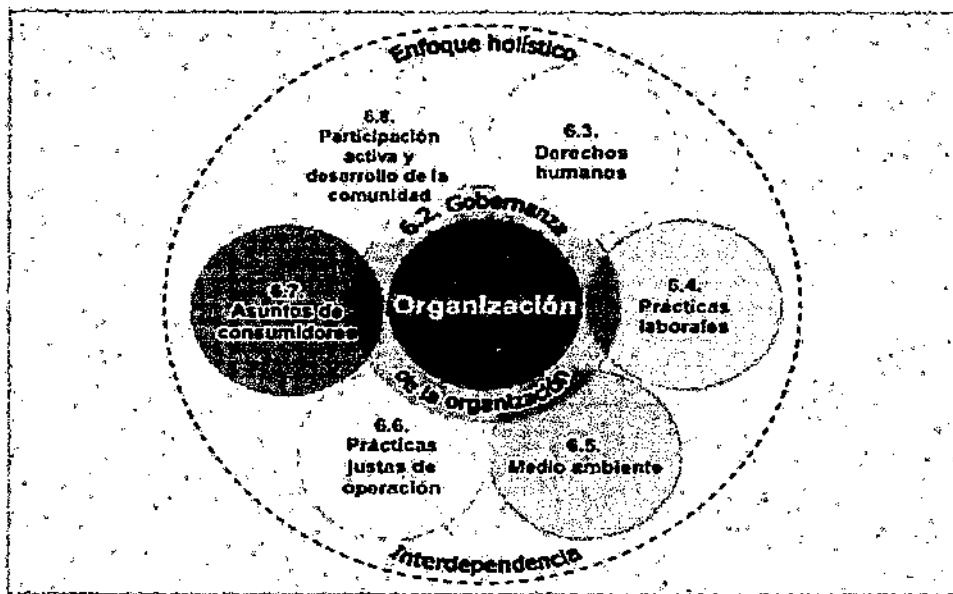 Enfoque holístico
6.8.
Participación
activa y
desarrollo de la
comunidad
6.3.
Derechos
humanos
6.2. Gobernanza
6.7.
Asuntos de
consumidores
Organización
6.4.
Prácticas
laborales
de la organización
6.6.
Prácticas
justas de
operación
6.5.
Medio ambiente
Interdependencia